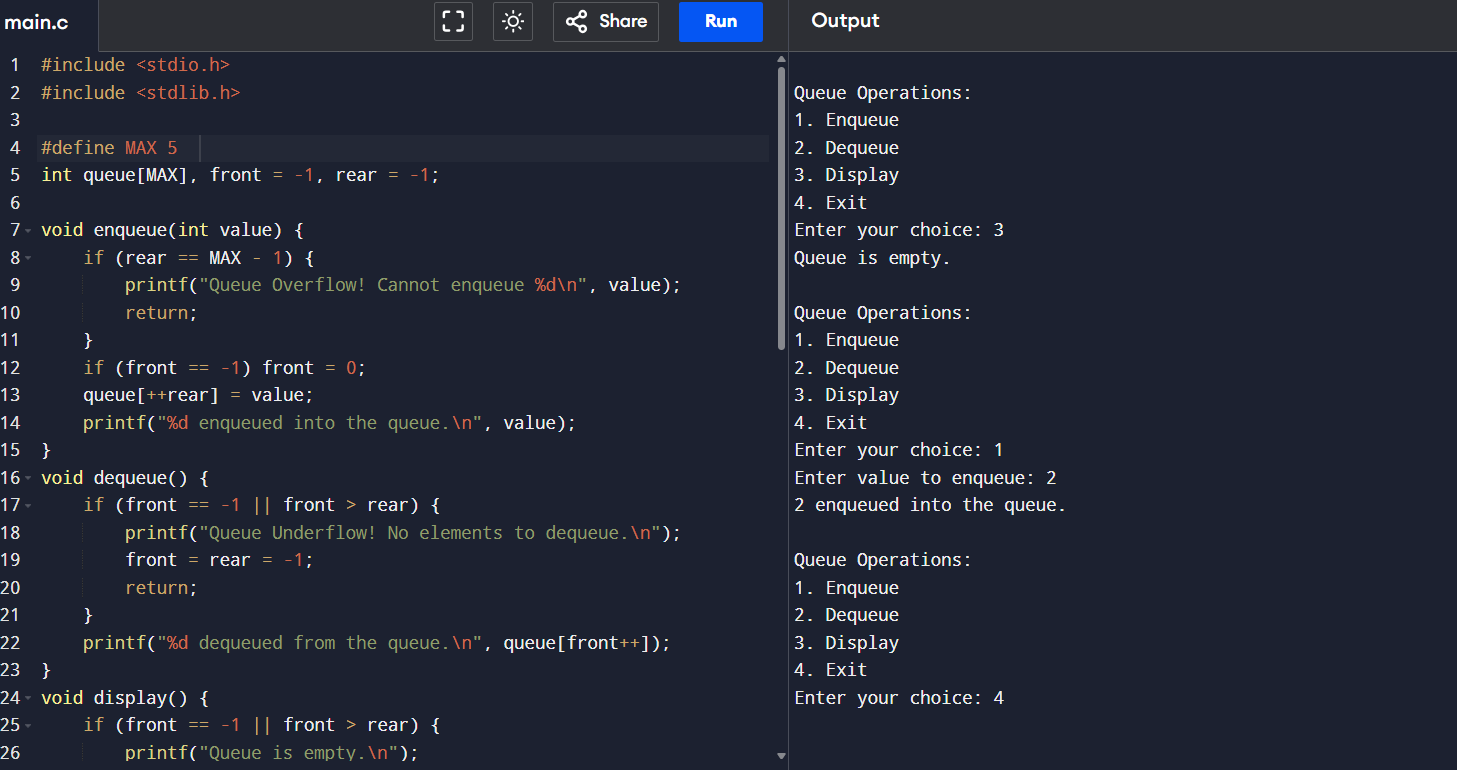 main.c
Share
Run
Output
1 #include <stdio.h>
2 #include <stdlib.h>
3
4 #define MAX 5
5 int queue[MAX], front = -1, rear = -1;
6
7 void enqueue(int value) {
8     if (rear == MAX - 1) {
9         printf("Queue Overflow! Cannot enqueue %d\n", value);
10         return;
11     }
12     if (front == -1) front = 0;
13     queue[++rear] = value;
14     printf("%d enqueued into the queue.\n", value);
15 }
16 void dequeue() {
17     if (front == -1 || front > rear) {
18         printf("Queue Underflow! No elements to dequeue.\n");
19         front = rear = -1;
20         return;
21     }
22     printf("%d dequeued from the queue.\n", queue[front++]);
23 }
24 void display() {
25     if (front == -1 || front > rear) {
26         printf("Queue is empty.\n");
Queue Operations:
1. Enqueue
2. Dequeue
3. Display
4. Exit
Enter your choice: 3
Queue is empty.
Queue Operations:
1. Enqueue
2. Dequeue
3. Display
4. Exit
Enter your choice: 1
Enter value to enqueue: 2
2 enqueued into the queue.
Queue Operations:
1. Enqueue
2. Dequeue
3. Display
4. Exit
Enter your choice: 4